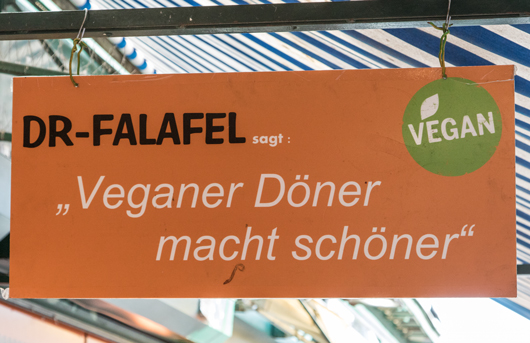 DR-FALAFEL sagt :
VEGAN
„Veganer Döner
macht schöner“